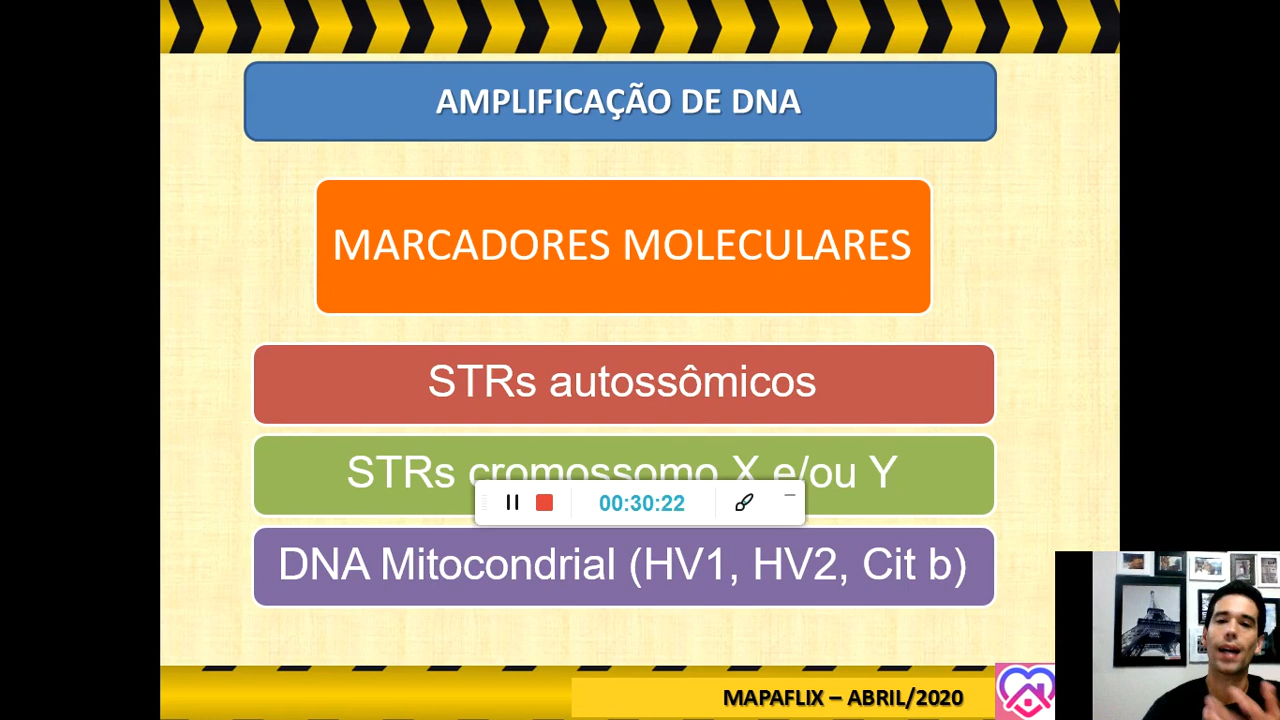 AMPLIFICAÇÃO DE DNA
MARCADORES MOLECULARES
STRs autossômicos
STRs cromossomo X e/ou Y
00:30:22
DNA Mitocondrial (HV1, HV2, Cit b)
MAPAFLIX – ABRIL/2020